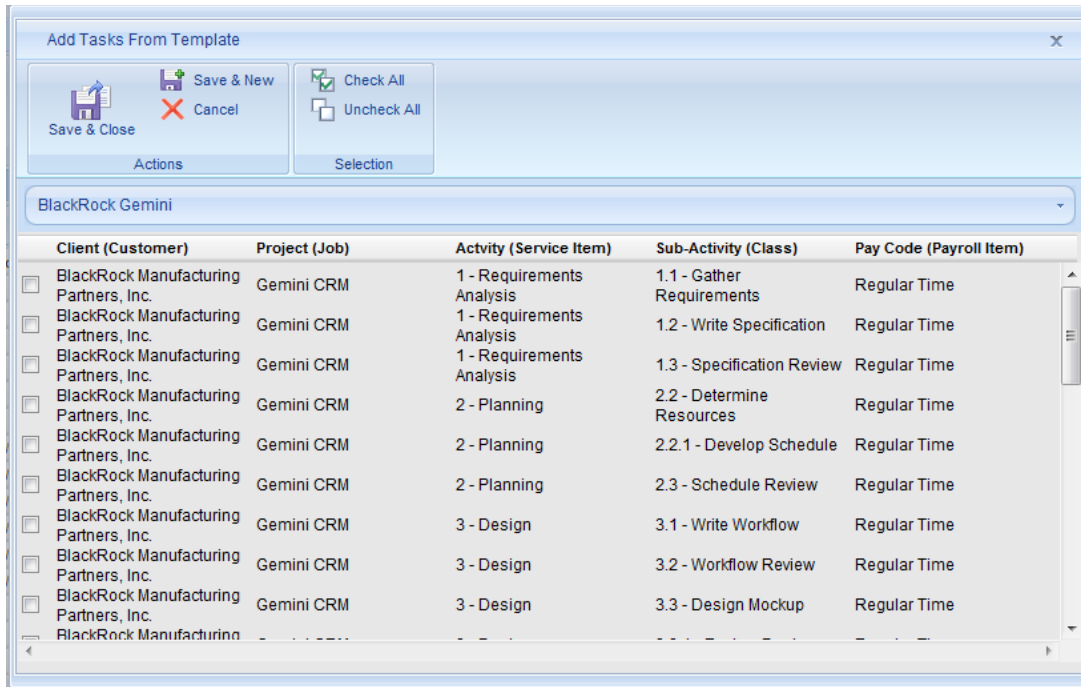 Add Tasks From Template
Save & New
Cancel
Save & Close
Actions
Check All
Uncheck All
Selection
BlackRock Gemini
Client (Customer) Project (Job) Actvity (Service Item) Sub-Activity (Class) Pay Code (Payroll Item)
BlackRock Manufacturing Partners, Inc. Gemini CRM 1 - Requirements Analysis 1.1 - Gather Requirements Regular Time
BlackRock Manufacturing Partners, Inc. Gemini CRM 1 - Requirements Analysis 1.2 - Write Specification Regular Time
BlackRock Manufacturing Partners, Inc. Gemini CRM 1 - Requirements Analysis 1.3 - Specification Review Regular Time
BlackRock Manufacturing Partners, Inc. Gemini CRM 2 - Planning 2.2 - Determine Resources Regular Time
BlackRock Manufacturing Partners, Inc. Gemini CRM 2 - Planning 2.2.1 - Develop Schedule Regular Time
BlackRock Manufacturing Partners, Inc. Gemini CRM 2 - Planning 2.3 - Schedule Review Regular Time
BlackRock Manufacturing Partners, Inc. Gemini CRM 3 - Design 3.1 - Write Workflow Regular Time
BlackRock Manufacturing Partners, Inc. Gemini CRM 3 - Design 3.2 - Workflow Review Regular Time
BlackRock Manufacturing Partners, Inc. Gemini CRM 3 - Design 3.3 - Design Mockup Regular Time
BlackRock Manufacturing